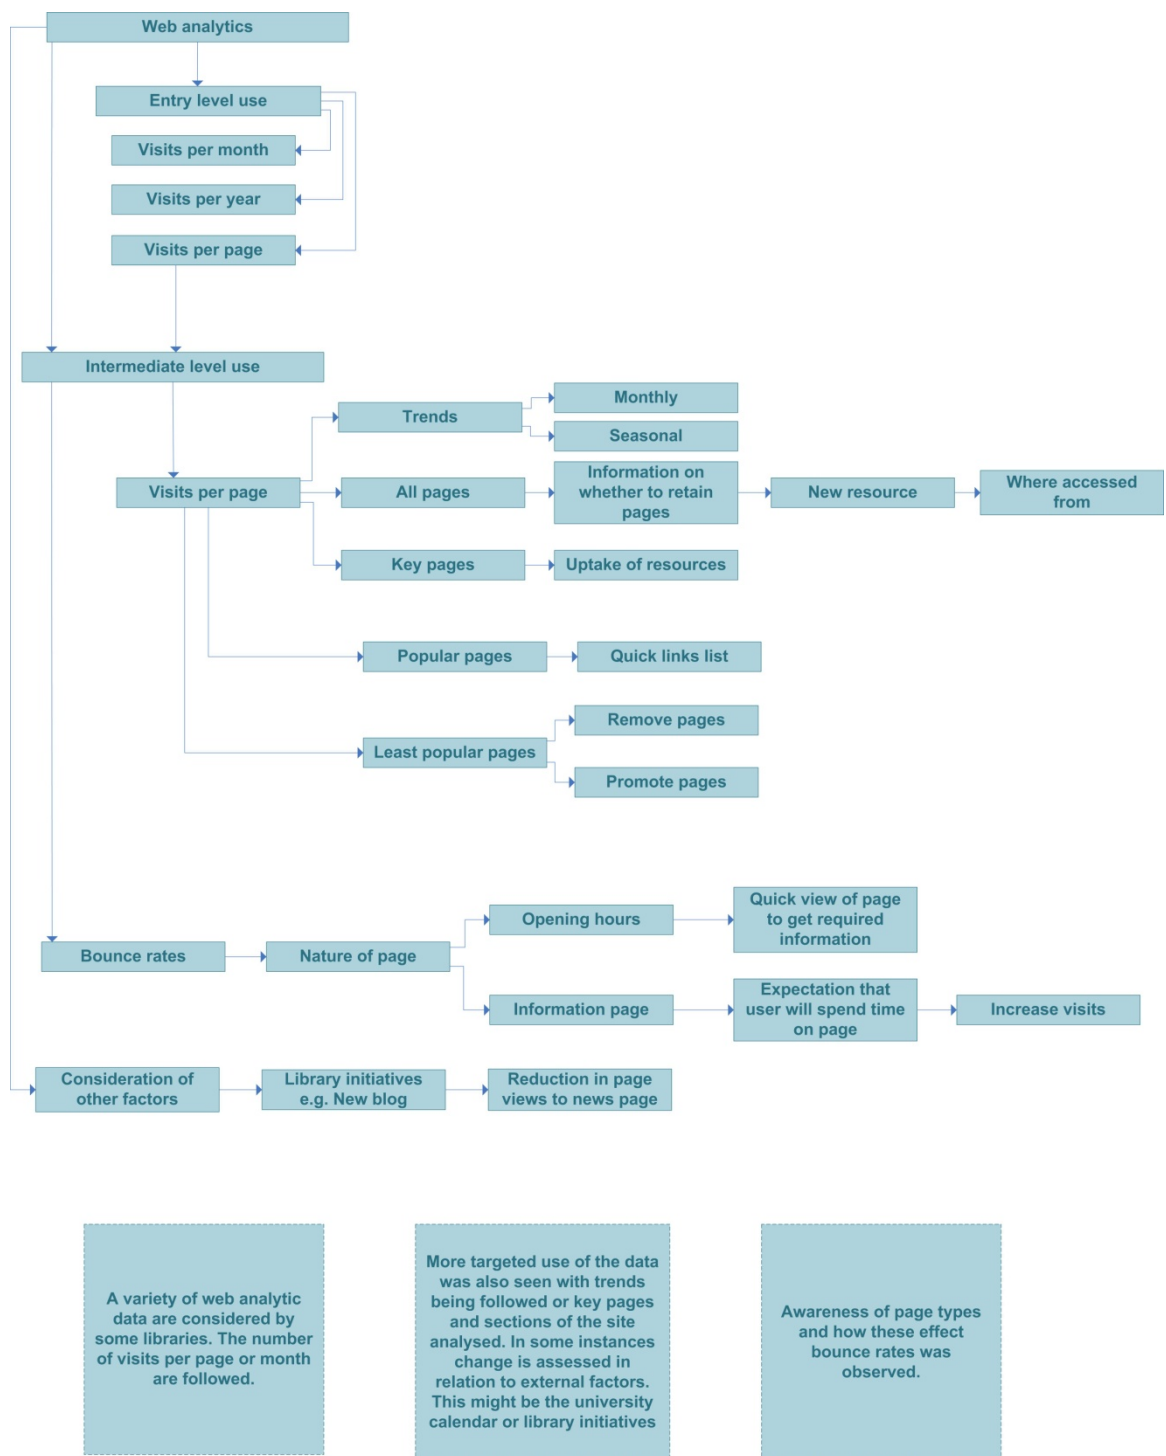 Web analytics
Entry level use
Visits per month
Visits per year
Visits per page
Intermediate level use
Trends
Monthly
Seasonal
Visits per page
All pages
Information on
whether to retain
pages
New resource
Where accessed
from
Key pages
Uptake of resources
Popular pages
Quick links list
Least popular pages
Remove pages
Promote pages
Bounce rates
Nature of page
Opening hours
Quick view of page
to get required
information
Information page
Expectation that
user will spend time
on page
Increase visits
Consideration of
other factors
Library initiatives
e.g. New blog
Reduction in page
views to news page
A variety of web analytic
data are considered by
some libraries. The number
of visits per page or month
are followed.
More targeted use of the data
was also seen with trends
being followed or key pages
and sections of the site
analysed. In some instances
change is assessed in
relation to external factors.
This might be the university
calendar or library initiatives
Awareness of page types
and how these effect
bounce rates was
observed.